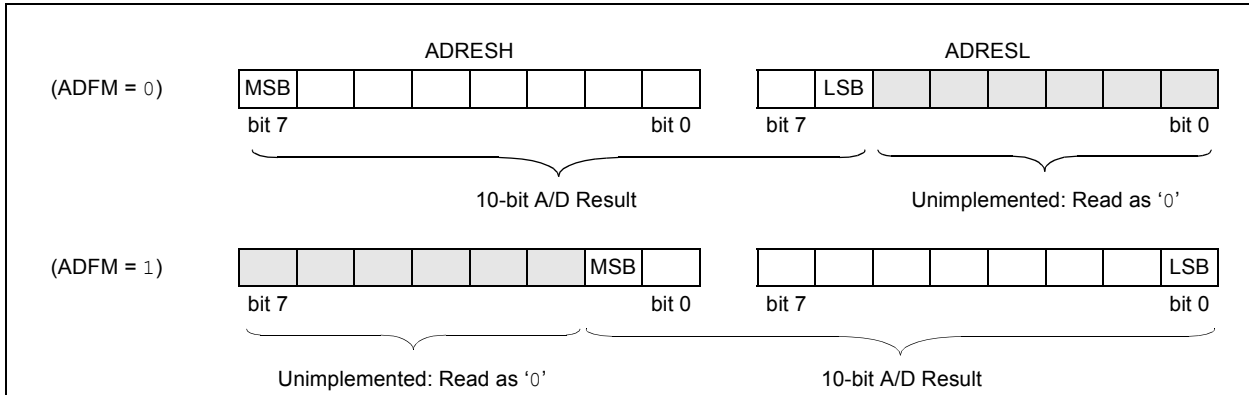 ADRESH ADRESL
(ADFM = 0) MSB LSB
bit 7 bit 0 bit 7 bit 0
10-bit A/D Result Unimplemented: Read as ‘0’
(ADFM = 1) MSB LSB
bit 7 bit 0 bit 7 bit 0
Unimplemented: Read as ‘0’ 10-bit A/D Result